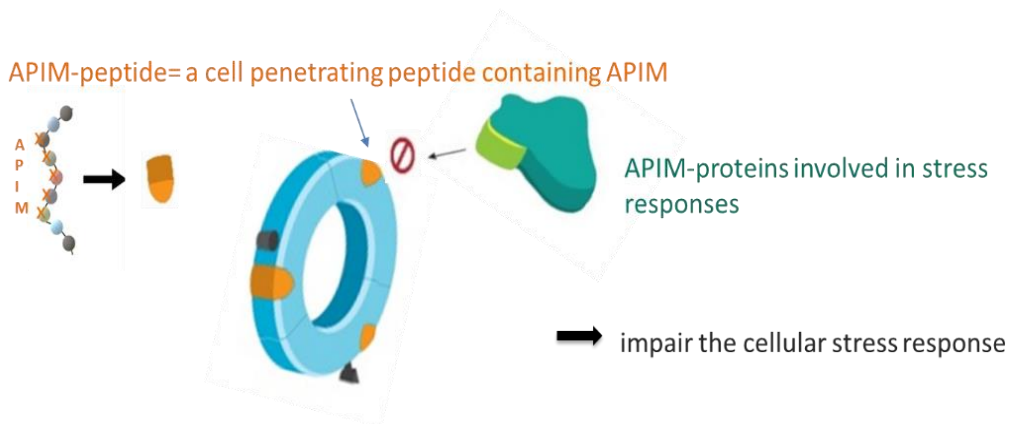 APIM-peptide= a cell penetrating peptide containing APIM
A
P
I
M
APIM-proteins involved in stress
responses
impair the cellular stress response